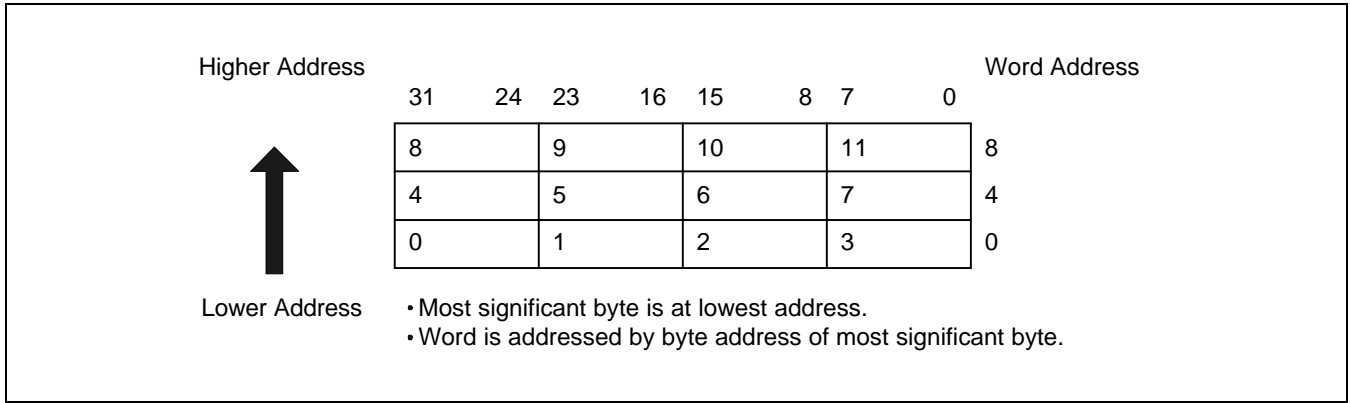 Higher Address Word Address
31 24 23 16 15 8 7 0
8 9 10 11 8
4 5 6 7 4
0 1 2 3 0
Lower Address • Most significant byte is at lowest address.
• Word is addressed by byte address of most significant byte.